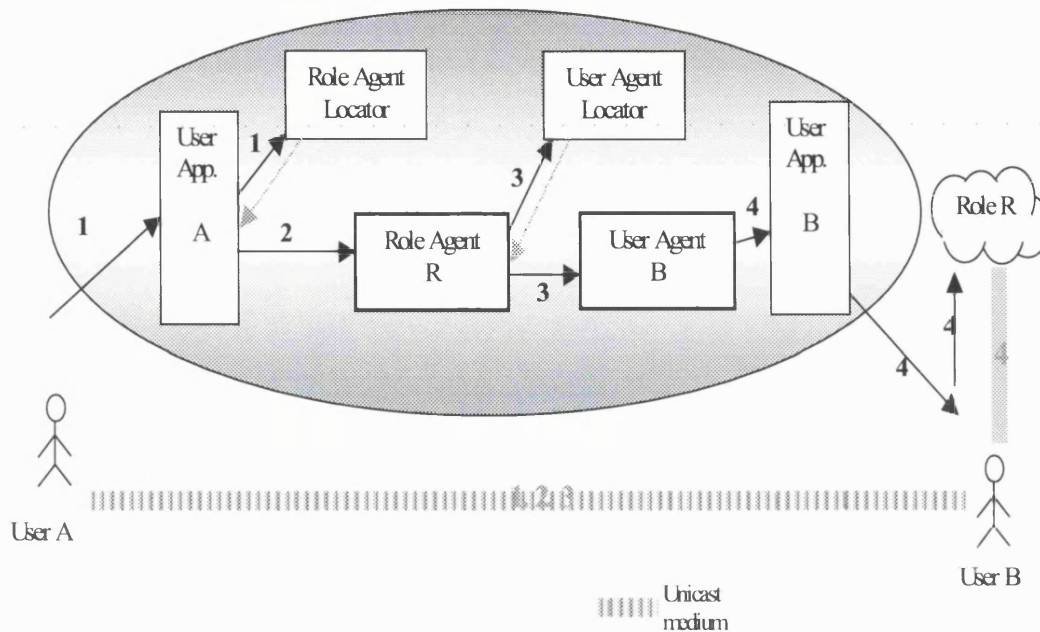 Role Agent
Locator
User Agent
Locator
User
App.
A
User
App.
B
1
3
4
1
2
Role Agent
R
User Agent
B
Role R
3
4
4
4
1, 2, 3
User A
User B
Unicast
medium